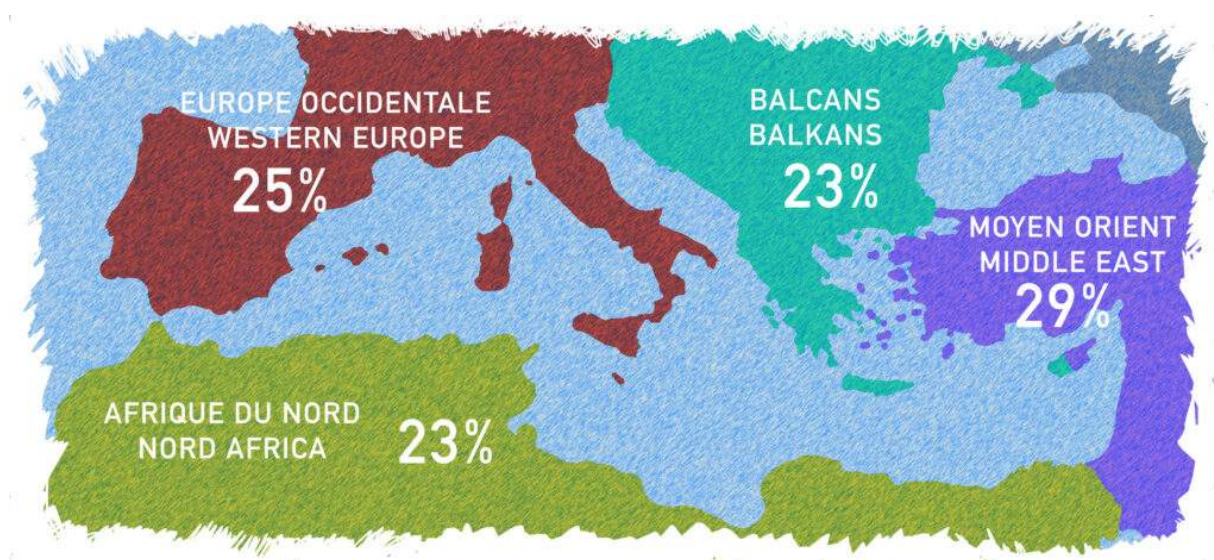 EUROPE OCCIDENTALE
WESTERN EUROPE
25%
BALCANS
BALKANS
23%
MOYEN ORIENT
MIDDLE EAST
29%
AFRIQUE DU NORD
NORD AFRICA
23%